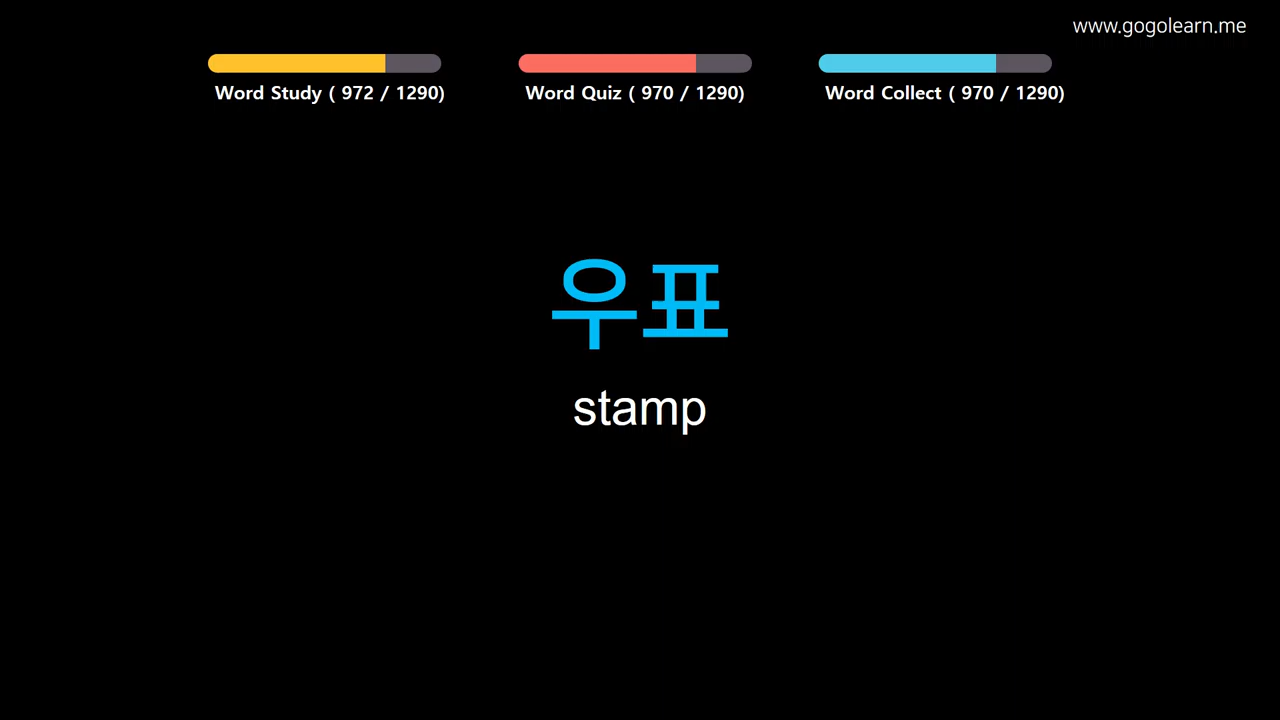 www.gogolearn.me
Word Study ( 972 / 1290)
Word Quiz ( 970 / 1290)
Word Collect ( 970 / 1290)
우표
stamp